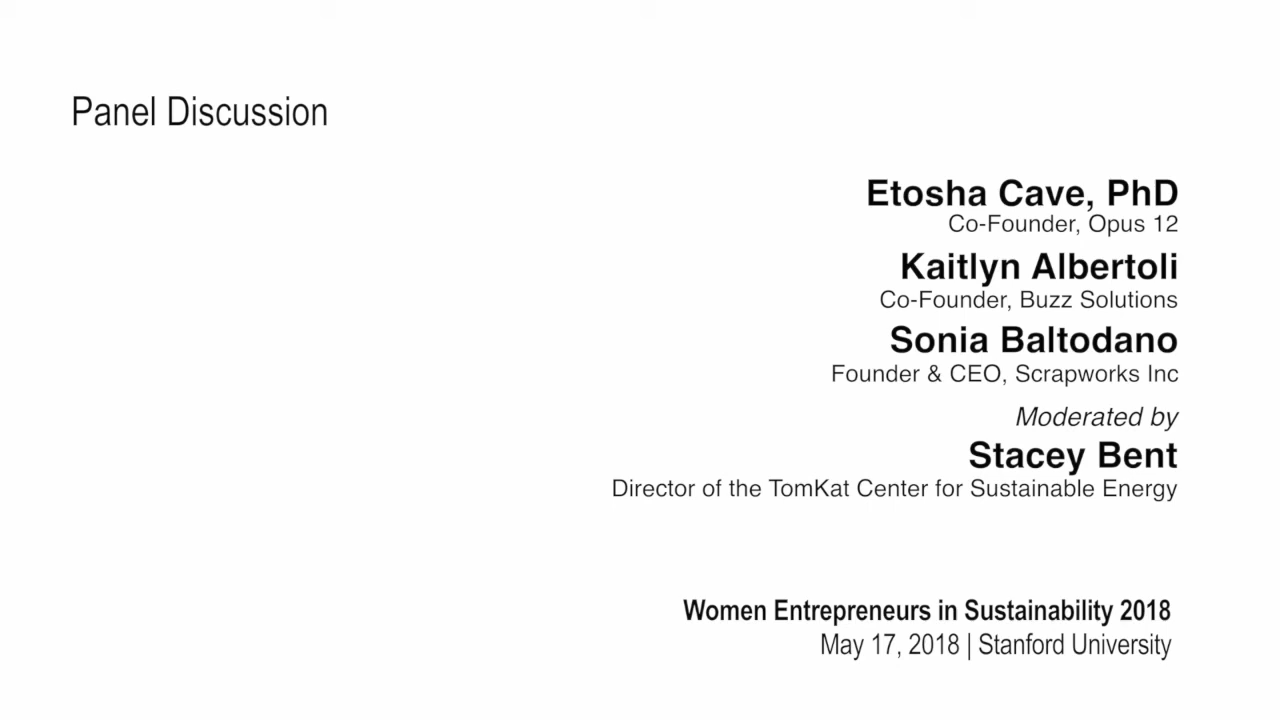 Panel Discussion
Etosha Cave, PhD
Co-Founder, Opus 12
Kaitlyn Albertoli
Co-Founder, Buzz Solutions
Sonia Baltodano
Founder & CEO, Scrapworks Inc
Moderated by
Stacey Bent
Director of the TomKat Center for Sustainable Energy
Women Entrepreneurs in Sustainability 2018
May 17, 2018 | Stanford University